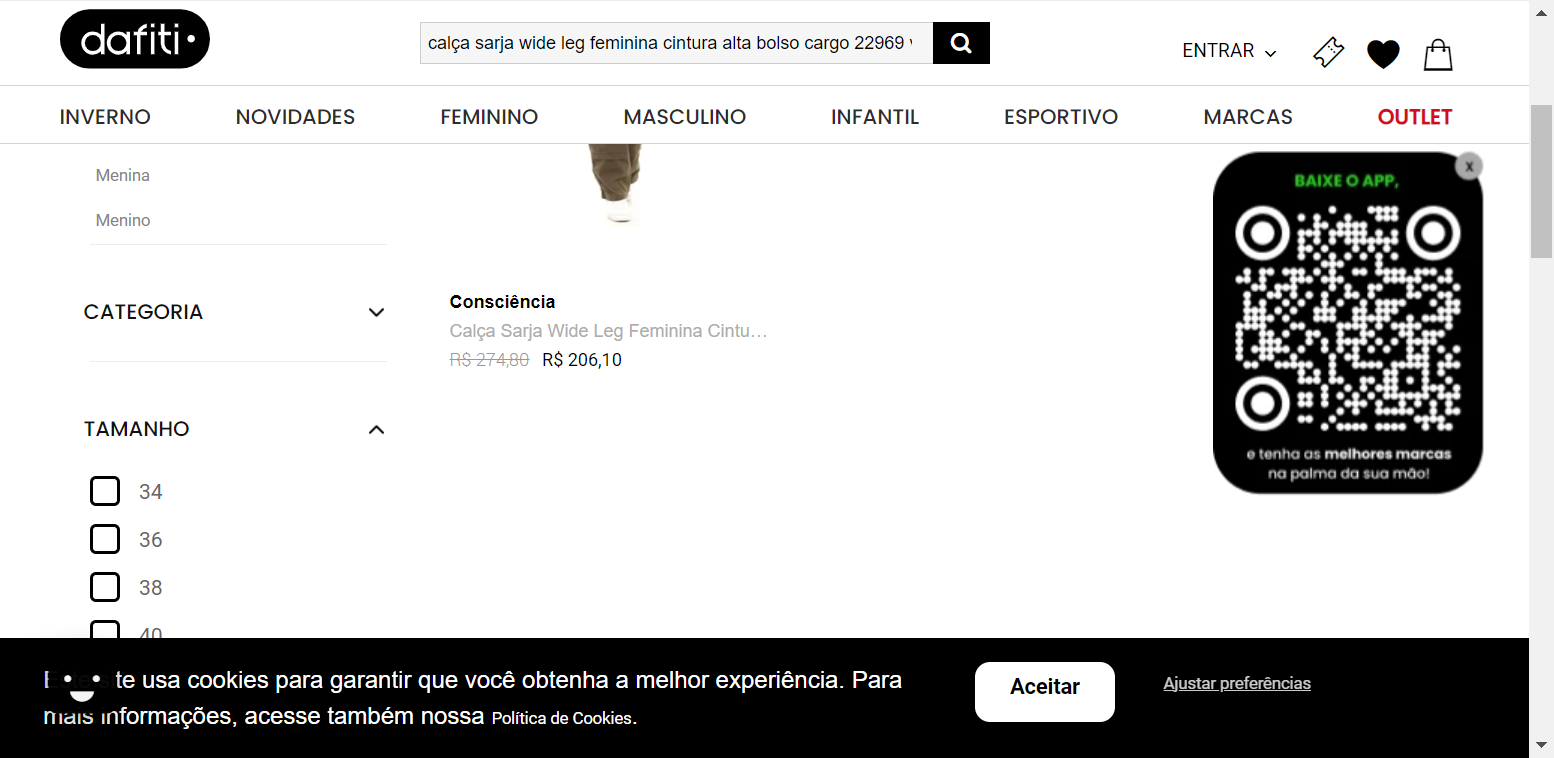 dafiti
calça sarja wide leg feminina cintura alta bolso cargo 22969
ENTRAR
INVERNO NOVIDADES FEMININO MASCULINO INFANTIL ESPORTIVO MARCAS OUTLET
Menina
Menino
CATEGORIA
TAMANHO
34
36
38
40
Consciência
Calça Sarja Wide Leg Feminina Cintu...
R$ 274,80 R$ 206,10
x
BAIXE O APP,
e tenha as melhores marcas
na palma da sua mão!
te usa cookies para garantir que você obtenha a melhor experiência. Para
mais informações, acesse também nossa Política de Cookies.
Aceitar
Ajustar preferências